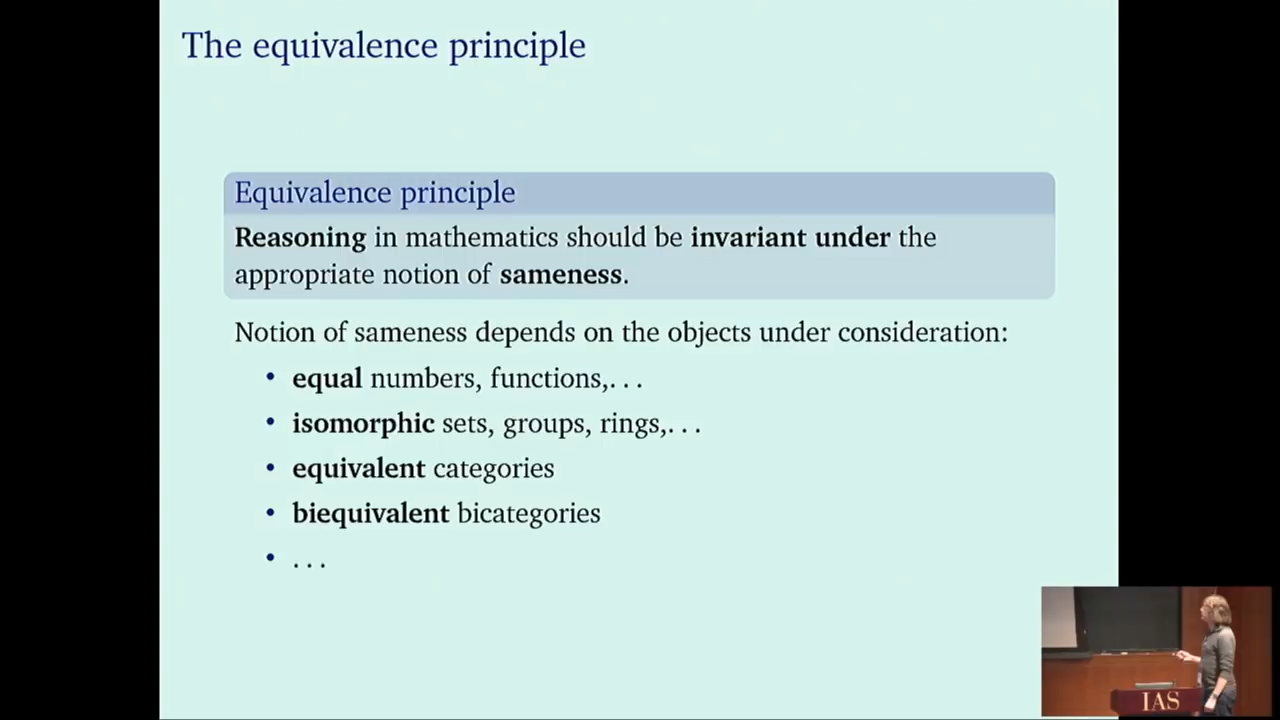 The equivalence principle
Equivalence principle
Reasoning in mathematics should be invariant under the
appropriate notion of sameness.
Notion of sameness depends on the objects under consideration:
• equal numbers, functions,. . .
• isomorphic sets, groups, rings,. . .
• equivalent categories
• biequivalent bicategories
• . . .
IAS